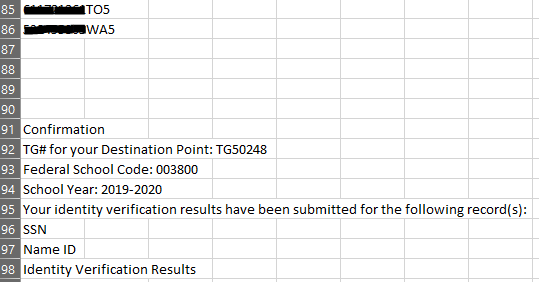 85 TO5
86 WA5
87
88
89
90
91 Confirmation
92 TG# for your Destination Point: TG50248
93 Federal School Code: 003800
94 School Year: 2019-2020
95 Your identity verification results have been submitted for the following record(s):
96 SSN
97 Name ID
98 Identity Verification Results